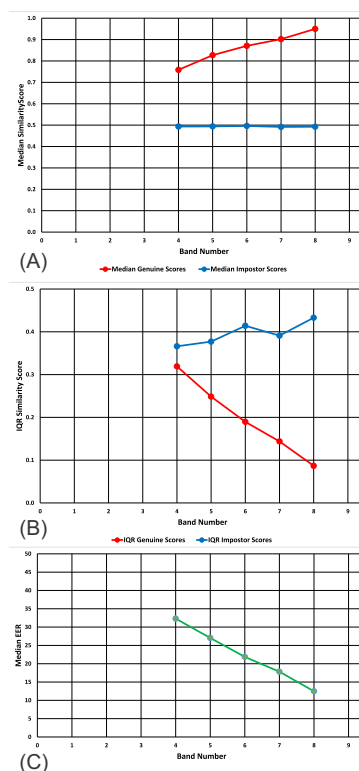 1.0
0.9
0.8
0.7
0.6
0.5
0.4
0.3
0.2
0.1
0.0
Median SimilarityScore
0 1 2 3 4 5 6 7 8 9
Band Number
(A)
Median Genuine Scores Median Impostor Scores
0.5
0.4
0.3
0.2
0.1
0.0
IQR Similarity Score
0 1 2 3 4 5 6 7 8 9
Band Number
(B)
IQR Genuine Scores IQR Impostor Scores
50
45
40
35
30
25
20
15
10
5
0
Median EER
0 1 2 3 4 5 6 7 8 9
Band Number
(C)